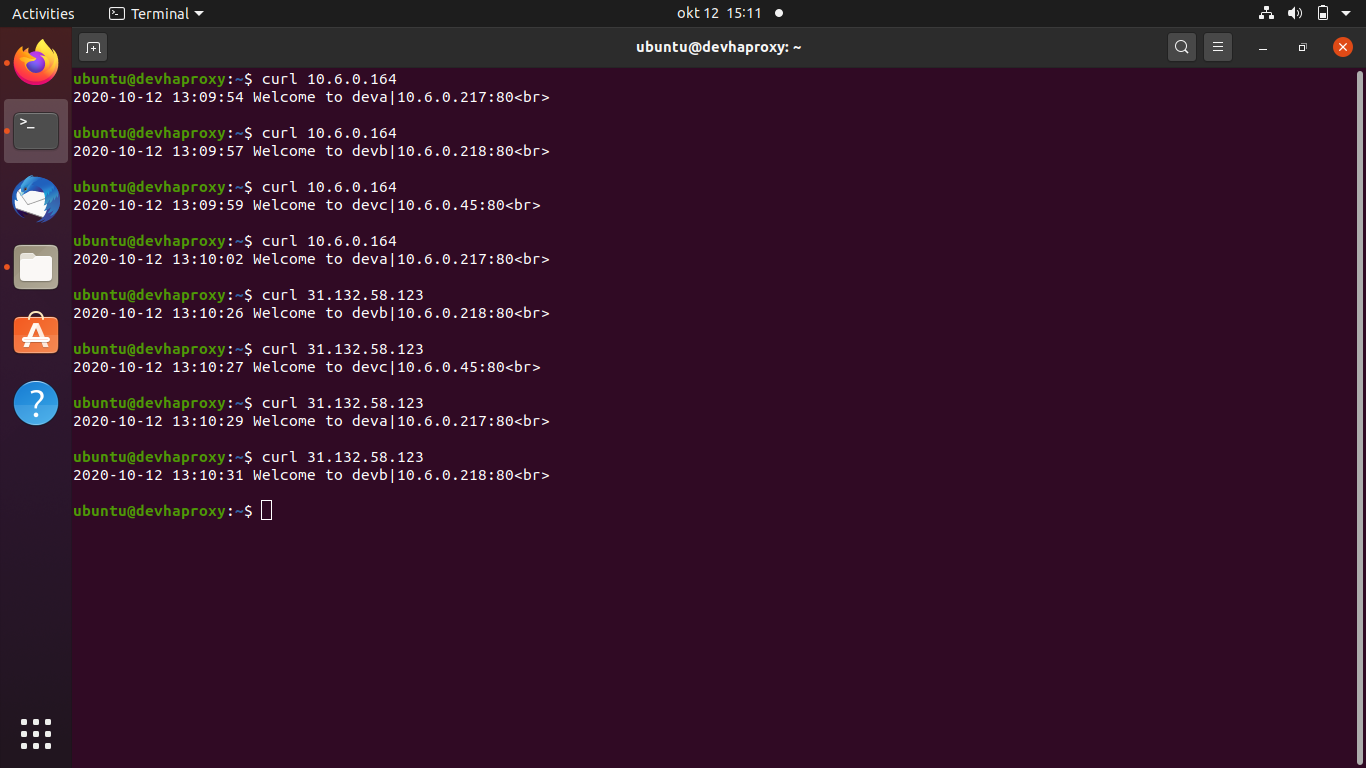 Activities
Terminal
okt 12 15:11
ubuntu@devhaproxy: ~
ubuntu@devhaproxy:~$ curl 10.6.0.164
2020-10-12 13:09:54 Welcome to deva|10.6.0.217:80<br>
ubuntu@devhaproxy:~$ curl 10.6.0.164
2020-10-12 13:09:57 Welcome to devb|10.6.0.218:80<br>
ubuntu@devhaproxy:~$ curl 10.6.0.164
2020-10-12 13:09:59 Welcome to devc|10.6.0.45:80<br>
ubuntu@devhaproxy:~$ curl 10.6.0.164
2020-10-12 13:10:02 Welcome to deva|10.6.0.217:80<br>
ubuntu@devhaproxy:~$ curl 31.132.58.123
2020-10-12 13:10:26 Welcome to devb|10.6.0.218:80<br>
ubuntu@devhaproxy:~$ curl 31.132.58.123
2020-10-12 13:10:27 Welcome to devc|10.6.0.45:80<br>
ubuntu@devhaproxy:~$ curl 31.132.58.123
2020-10-12 13:10:29 Welcome to deva|10.6.0.217:80<br>
ubuntu@devhaproxy:~$ curl 31.132.58.123
2020-10-12 13:10:31 Welcome to devb|10.6.0.218:80<br>
ubuntu@devhaproxy:~$